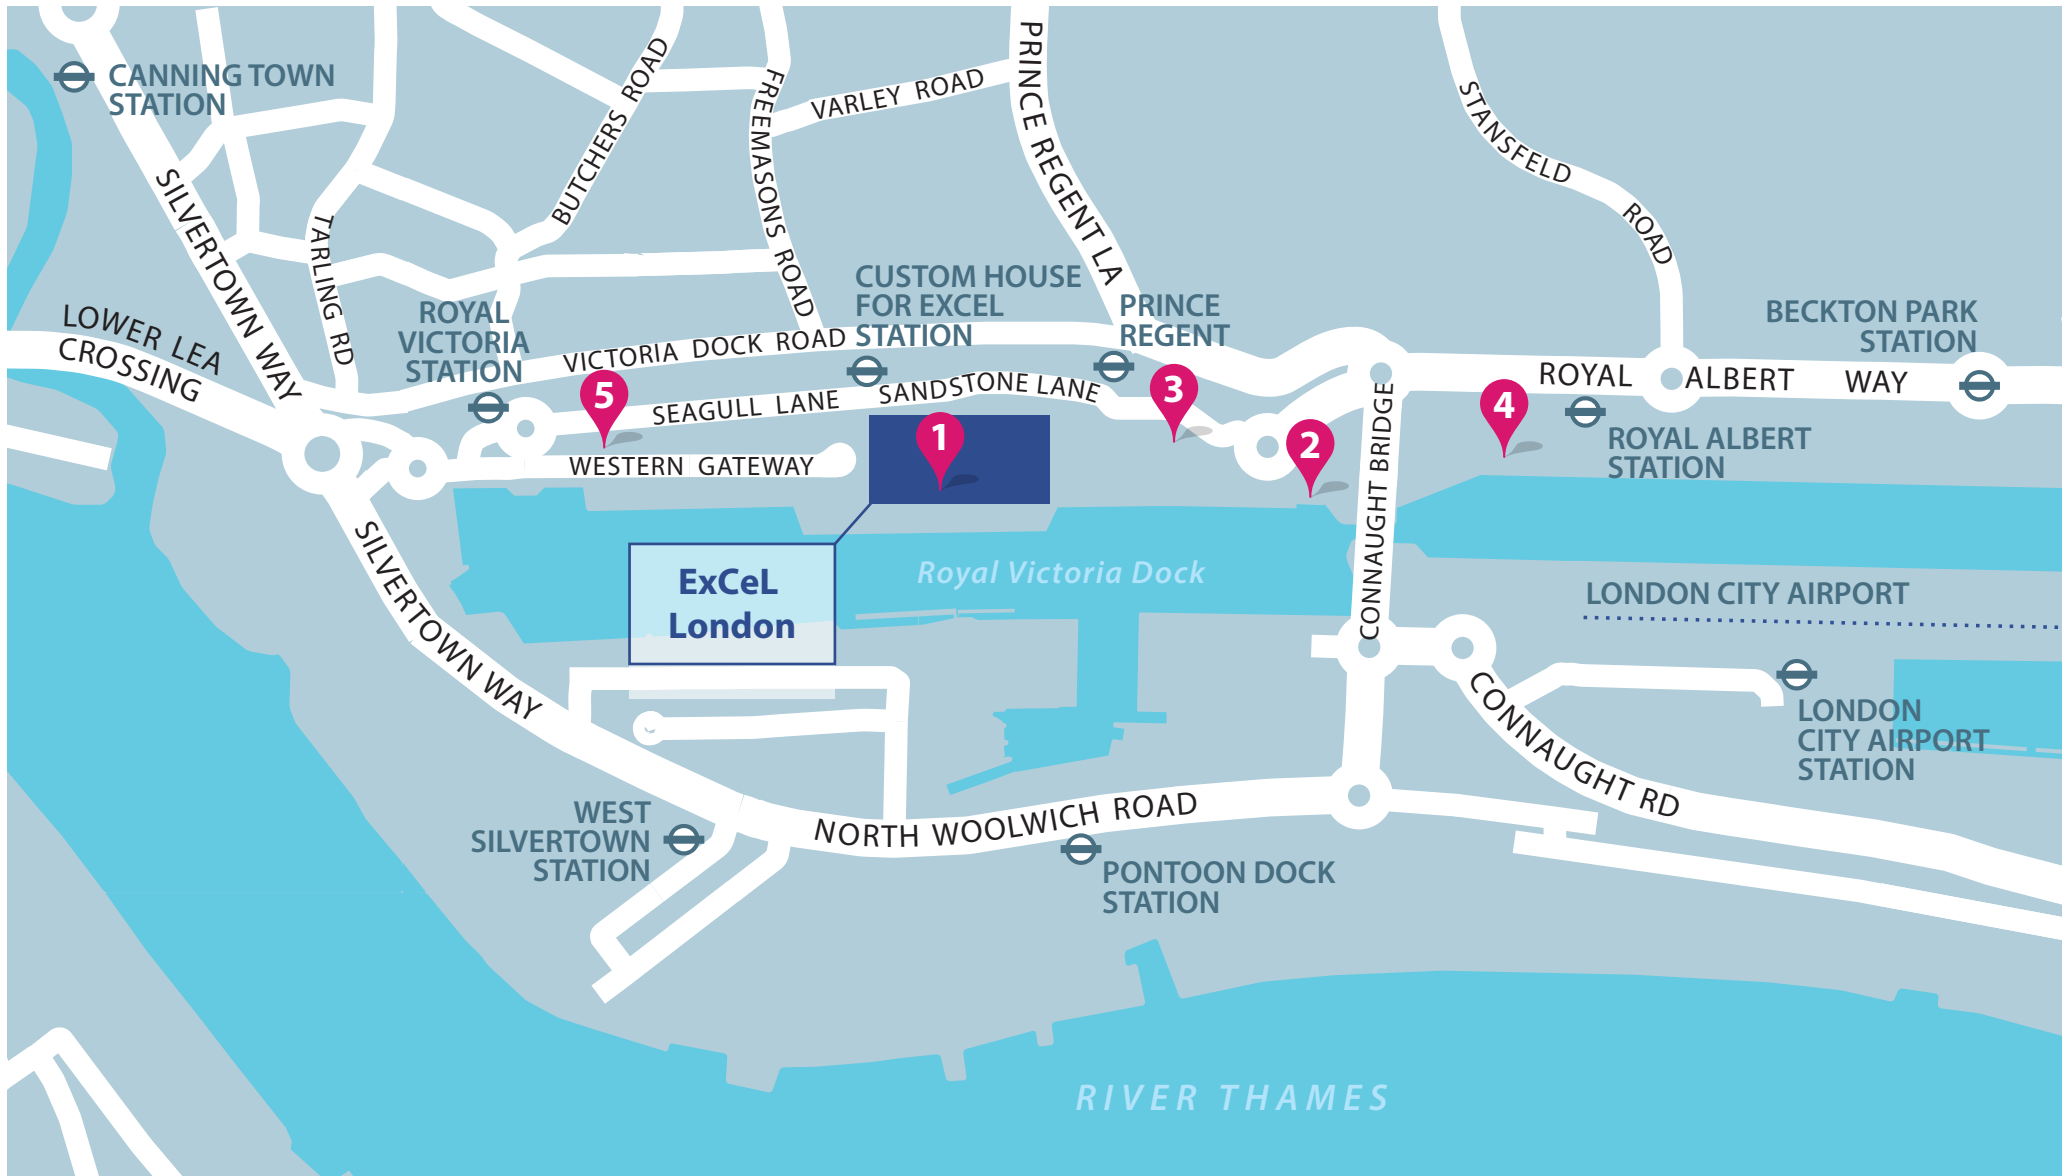 CANNING TOWN
STATION
SILVERTOWN WAY
TARLING RD
BUTCHERS ROAD
FREEMASONS ROAD
VARLEY ROAD
PRINCE REGENT LA
STANSFELD
ROAD
LOWER LEA
CROSSING
ROYAL
VICTORIA
STATION
VICTORIA DOCK ROAD
CUSTOM HOUSE
FOR EXCEL
STATION
PRINCE
REGENT
BECKTON PARK
STATION
ROYAL ALBERT WAY
5
SEAGULL LANE
SANDSTONE LANE
3
4
ROYAL ALBERT
STATION
1
2
WESTERN GATEWAY
CONNAUGHT BRIDGE
ExCeL
London
Royal Victoria Dock
LONDON CITY AIRPORT
SILVERTOWN WAY
CONNAUGHT RD
LONDON
CITY AIRPORT
STATION
WEST
SILVERTOWN
STATION
NORTH WOOLWICH ROAD
PONTOON DOCK
STATION
RIVER THAMES